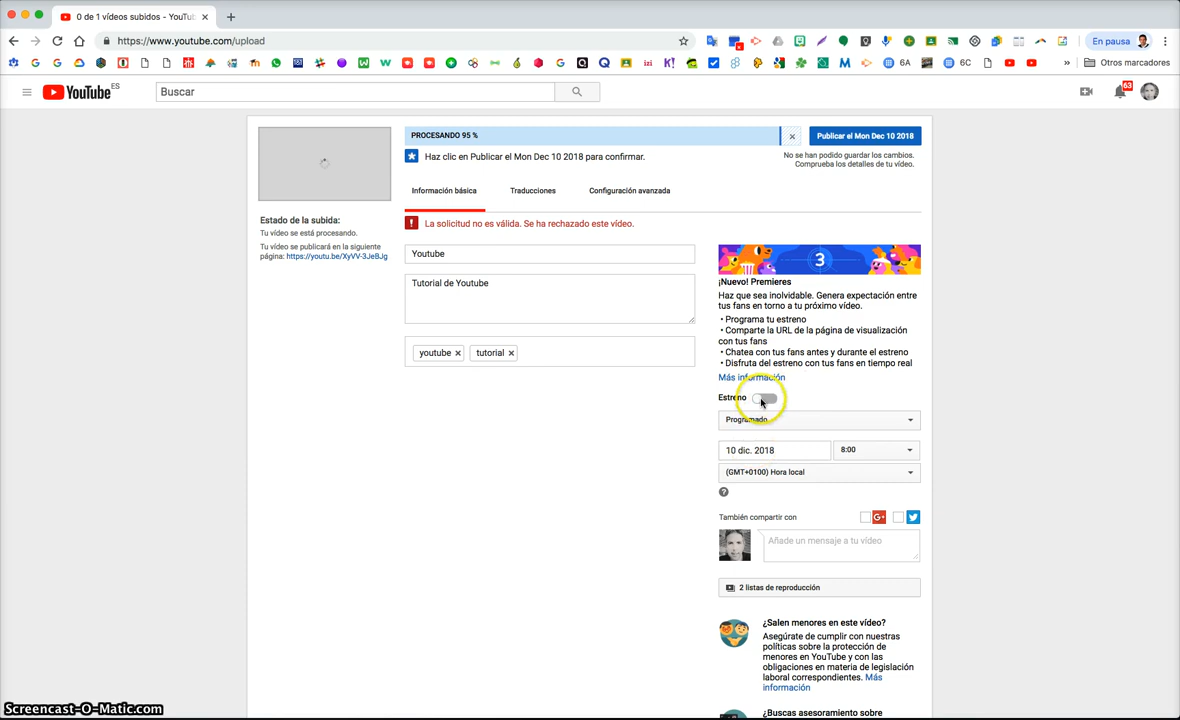 0 de 1 vídeos subidos - YouTu
https://www.youtube.com/upload
En pausa
6A
6C
Otros marcadores
YouTube ES
Buscar
63
PROCESANDO 95 %
Publicar el Mon Dec 10 2018
Haz clic en Publicar el Mon Dec 10 2018 para confirmar.
No se han podido guardar los cambios.
Comprueba los detalles de tu vídeo.
Información básica
Traducciones
Configuración avanzada
Estado de la subida:
Tu vídeo se está procesando.
Tu vídeo se publicará en la siguiente
página: https://youtu.be/XyVV-3JeBJg
La solicitud no es válida. Se ha rechazado este vídeo.
Youtube
Tutorial de Youtube
youtube
tutorial
3
¡Nuevo! Premieres
Haz que sea inolvidable. Genera expectación entre
tus fans en torno a tu próximo vídeo.
• Programa tu estreno
• Comparte la URL de la página de visualización
con tus fans
• Chatea con tus fans antes y durante el estreno
• Disfruta del estreno con tus fans en tiempo real
Más información
Estreno
Programado
10 dic. 2018
8:00
(GMT+0100) Hora local
También compartir con
G+
Añade un mensaje a tu vídeo
2 listas de reproducción
¿Salen menores en este vídeo?
Asegúrate de cumplir con nuestras
políticas sobre la protección de
menores en YouTube y con las
obligaciones en materia de legislación
laboral correspondientes. Más
información
¿Buscas asesoramiento sobre
Screencast-O-Matic.com